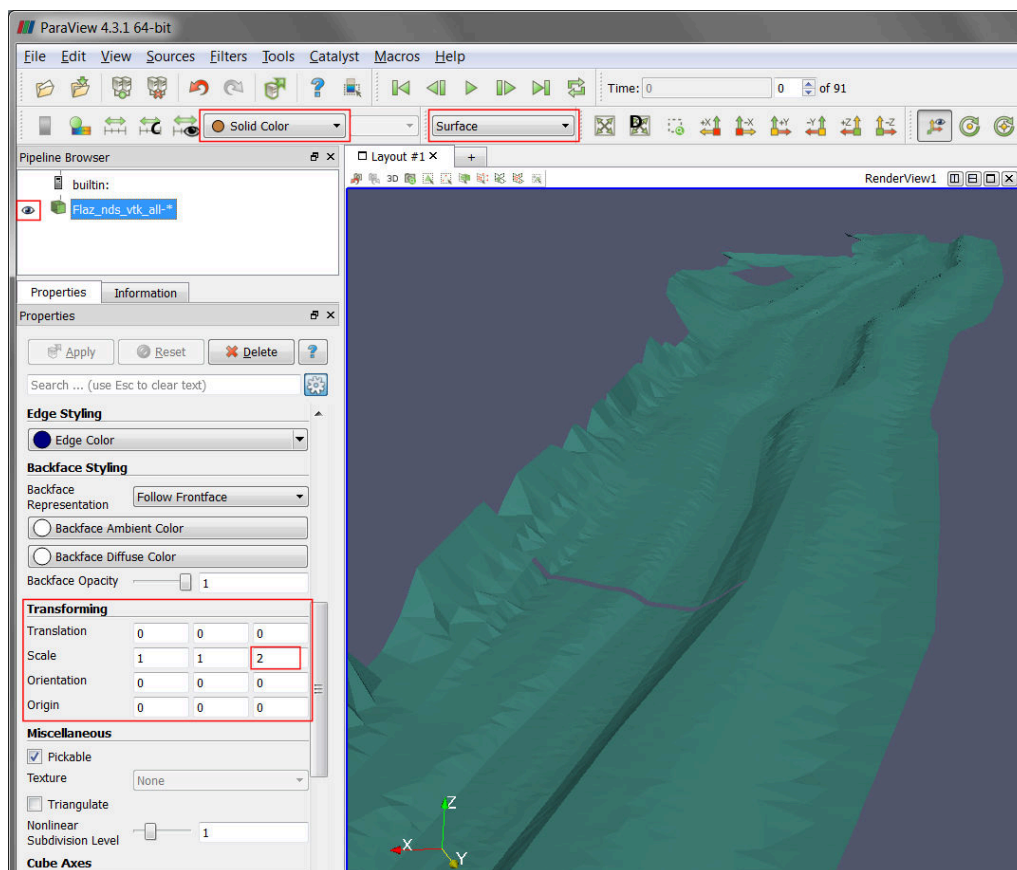 ParaView 4.3.1 64-bit
File Edit View Sources Filters Tools Catalyst Macros Help
Time: 0 0 of 91
Solid Color Surface -X +Y -Y +Z -Z
Pipeline Browser
Layout #1 × +
3D RenderView1
builtin:
Flaz_nds_vtk_all-*
Properties Information
Properties
Apply Reset Delete ?
Search ... (use Esc to clear text)
Edge Styling
Edge Color
Backface Styling
Backface
Representation Follow Frontface
Backface Ambient Color
Backface Diffuse Color
Backface Opacity 1
Transforming
Translation 0 0 0
Scale 1 1 2
Orientation 0 0 0
Origin 0 0 0
Miscellaneous
Pickable
Texture None
Triangulate
Nonlinear
Subdivision Level 1
Cube Axes
Z
X
Y